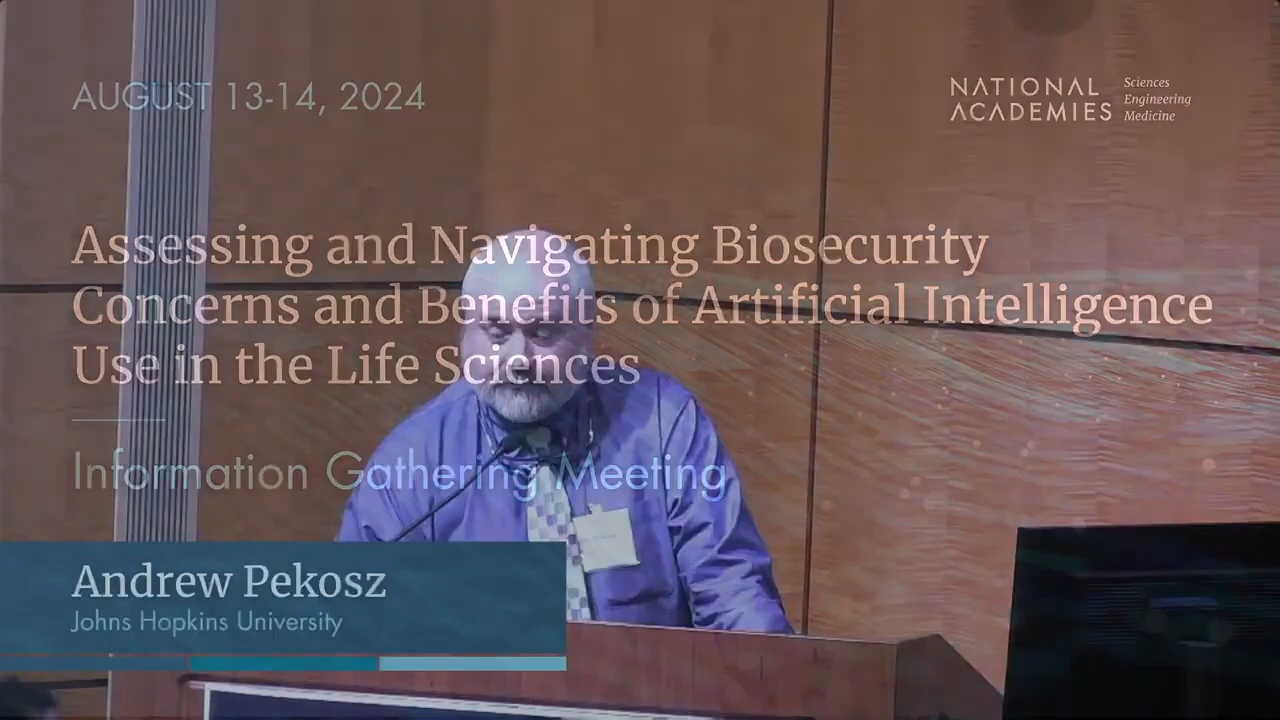 AUGUST 13-14, 2024
NATIONAL
ACADEMIES
Sciences
Engineering
Medicine
Assessing and Navigating Biosecurity
Concerns and Benefits of Artificial Intelligence
Use in the Life Sciences
Information Gathering Meeting
Andrew Pekosz
Johns Hopkins University